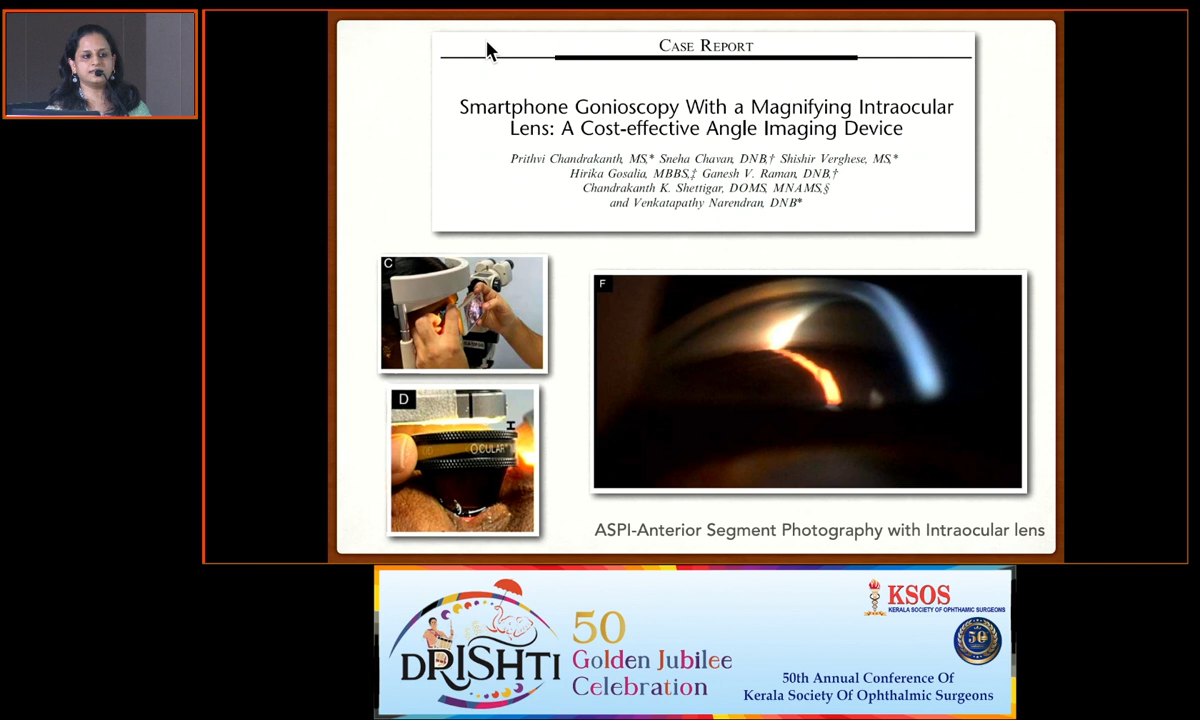 CASE REPORT
Smartphone Gonioscopy With a Magnifying Intraocular
Lens: A Cost-effective Angle Imaging Device
Prithvi Chandrakanth, MS,* Sneha Chavan, DNB,† Shishir Verghese, MS,*
Hirika Gosalia, MBBS,‡ Ganesh V. Raman, DNB,†
Chandrakanth K. Shettigar, DOMS, MNAMS,§
and Venkatapathy Narendran, DNB*
C
F
D
OCULAR
ASPI-Anterior Segment Photography with Intraocular lens
DRISHTI
50
Golden Jubilee
Celebration
KSOS
KERALA SOCIETY OF OPHTHAMIC SURGEONS
50
50th Annual Conference Of
Kerala Society Of Ophthalmic Surgeons